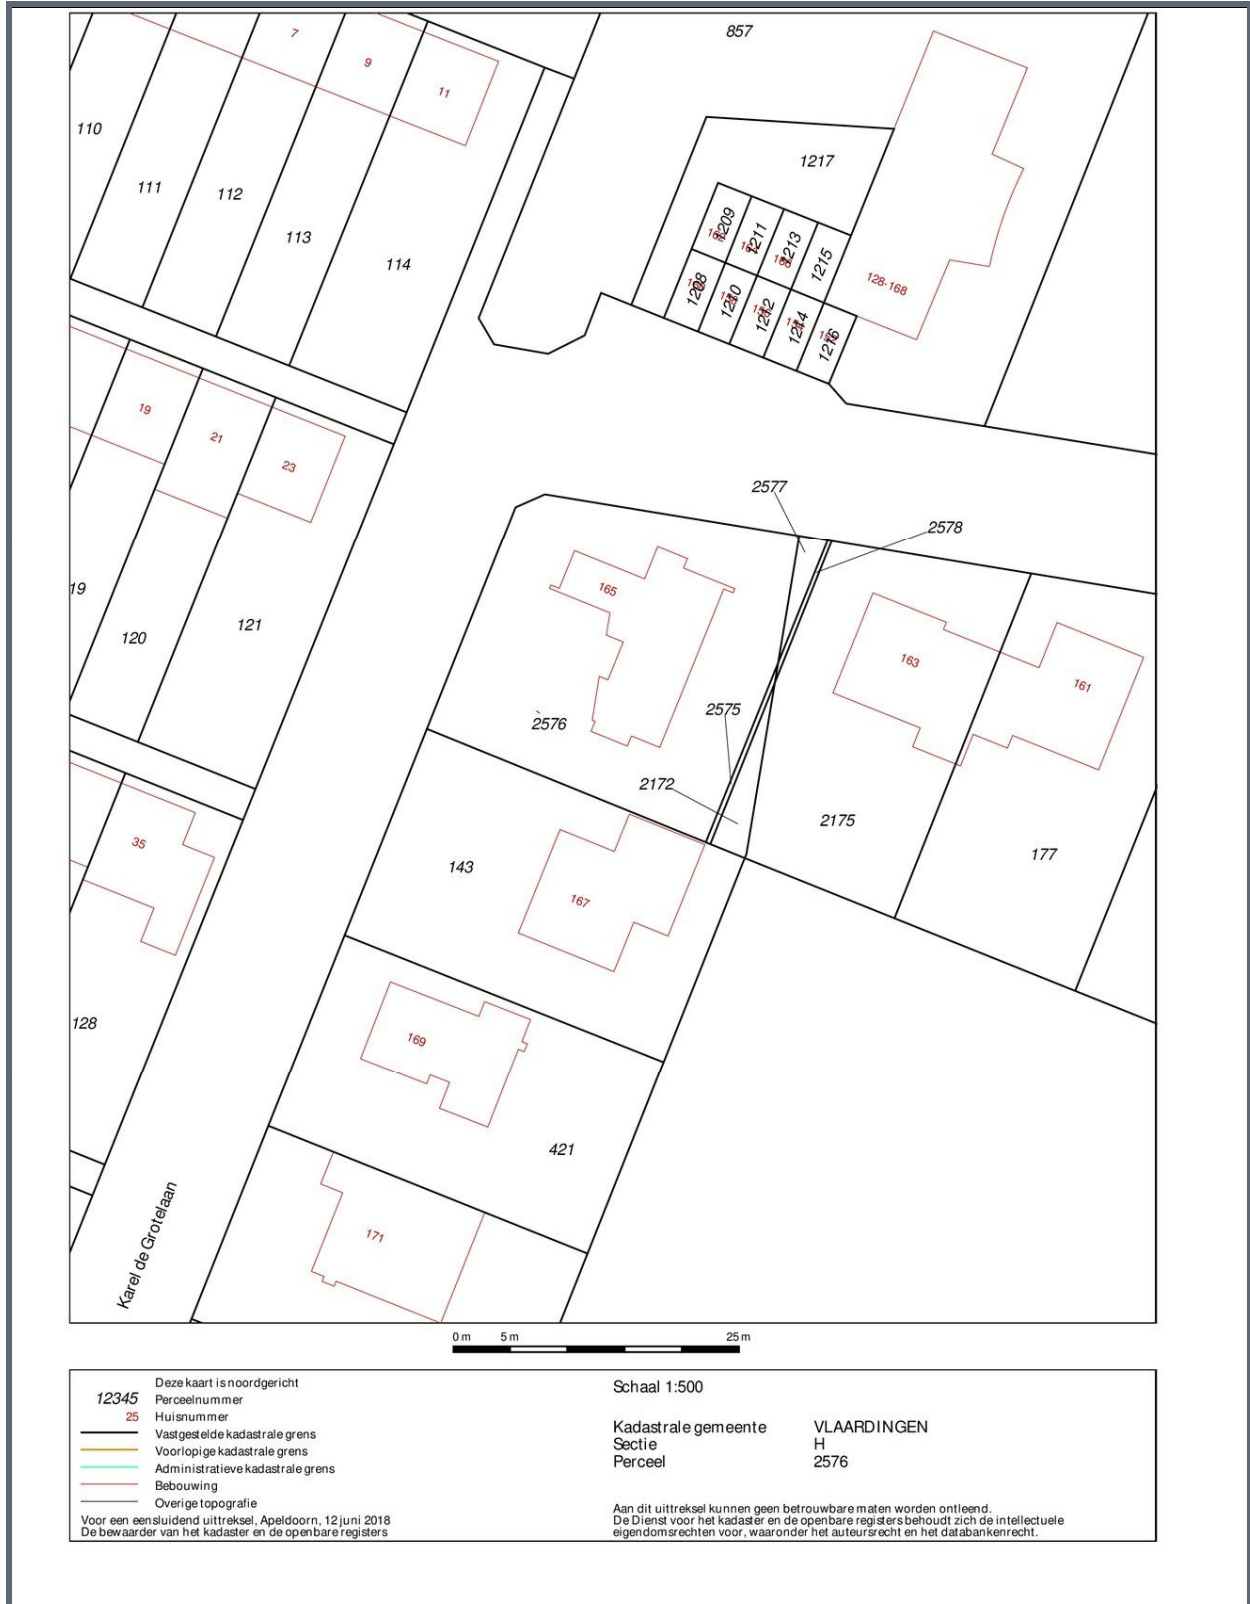 857
7
9
11
110
111
112
113
114
1217
1209
1211
1213
1215
1208
1210
1212
1214
1216
128-168
19
21
23
2577
2578
19
120
121
165
163
161
2576
2575
2172
2175
177
35
143
167
128
169
421
171
Karel de Grotelaan
0 m 5 m 25 m
Deze kaart is noordgericht
12345 Perceelnummer
25 Huisnummer
Vastgestelde kadastrale grens
Voorlopige kadastrale grens
Administratieve kadastrale grens
Bebouwing
Overige topografie
Voor een eensluidend uittreksel, Apeldoorn, 12 juni 2018
De bewaarder van het kadaster en de openbare registers
Schaal 1:500
Kadastrale gemeente VLAARDINGEN
Sectie H
Perceel 2576
Aan dit uittreksel kunnen geen betrouwbare maten worden ontleend.
De Dienst voor het kadaster en de openbare registers behoudt zich de intellectuele
eigendomsrechten voor, waaronder het auteursrecht en het databankenrecht.